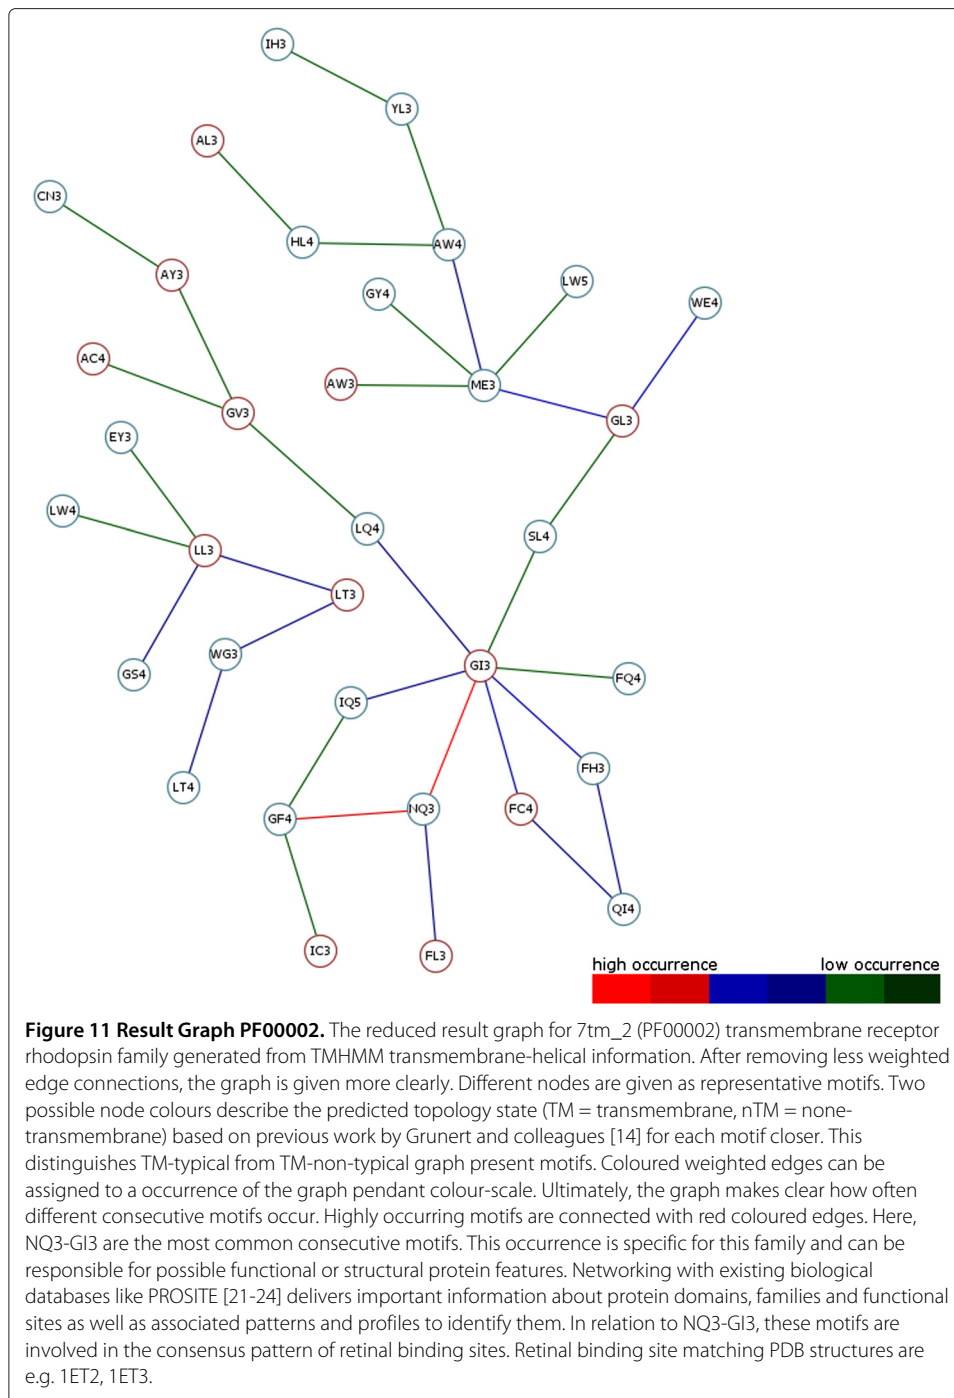 IH3
YL3
AL3
CN3
HL4
AW4
AY3
LW5
GY4
WE4
AC4
AW3
ME3
GV3
GL3
EY3
LW4
LQ4
SL4
LL3
LT3
WG3
GI3
GS4
FQ4
IQ5
FH3
LT4
NQ3
FC4
GF4
QI4
IC3
FL3
high occurrence low occurrence
Figure 11 Result Graph PF00002. The reduced result graph for 7tm_2 (PF00002) transmembrane receptor
rhodopsin family generated from TMHMM transmembrane-helical information. After removing less weighted
edge connections, the graph is given more clearly. Different nodes are given as representative motifs. Two
possible node colours describe the predicted topology state (TM = transmembrane, nTM = none-
transmembrane) based on previous work by Grunert and colleagues [14] for each motif closer. This
distinguishes TM-typical from TM-non-typical graph present motifs. Coloured weighted edges can be
assigned to a occurrence of the graph pendant colour-scale. Ultimately, the graph makes clear how often
different consecutive motifs occur. Highly occurring motifs are connected with red coloured edges. Here,
NQ3-GI3 are the most common consecutive motifs. This occurrence is specific for this family and can be
responsible for possible functional or structural protein features. Networking with existing biological
databases like PROSITE [21-24] delivers important information about protein domains, families and functional
sites as well as associated patterns and profiles to identify them. In relation to NQ3-GI3, these motifs are
involved in the consensus pattern of retinal binding sites. Retinal binding site matching PDB structures are
e.g. 1ET2, 1ET3.